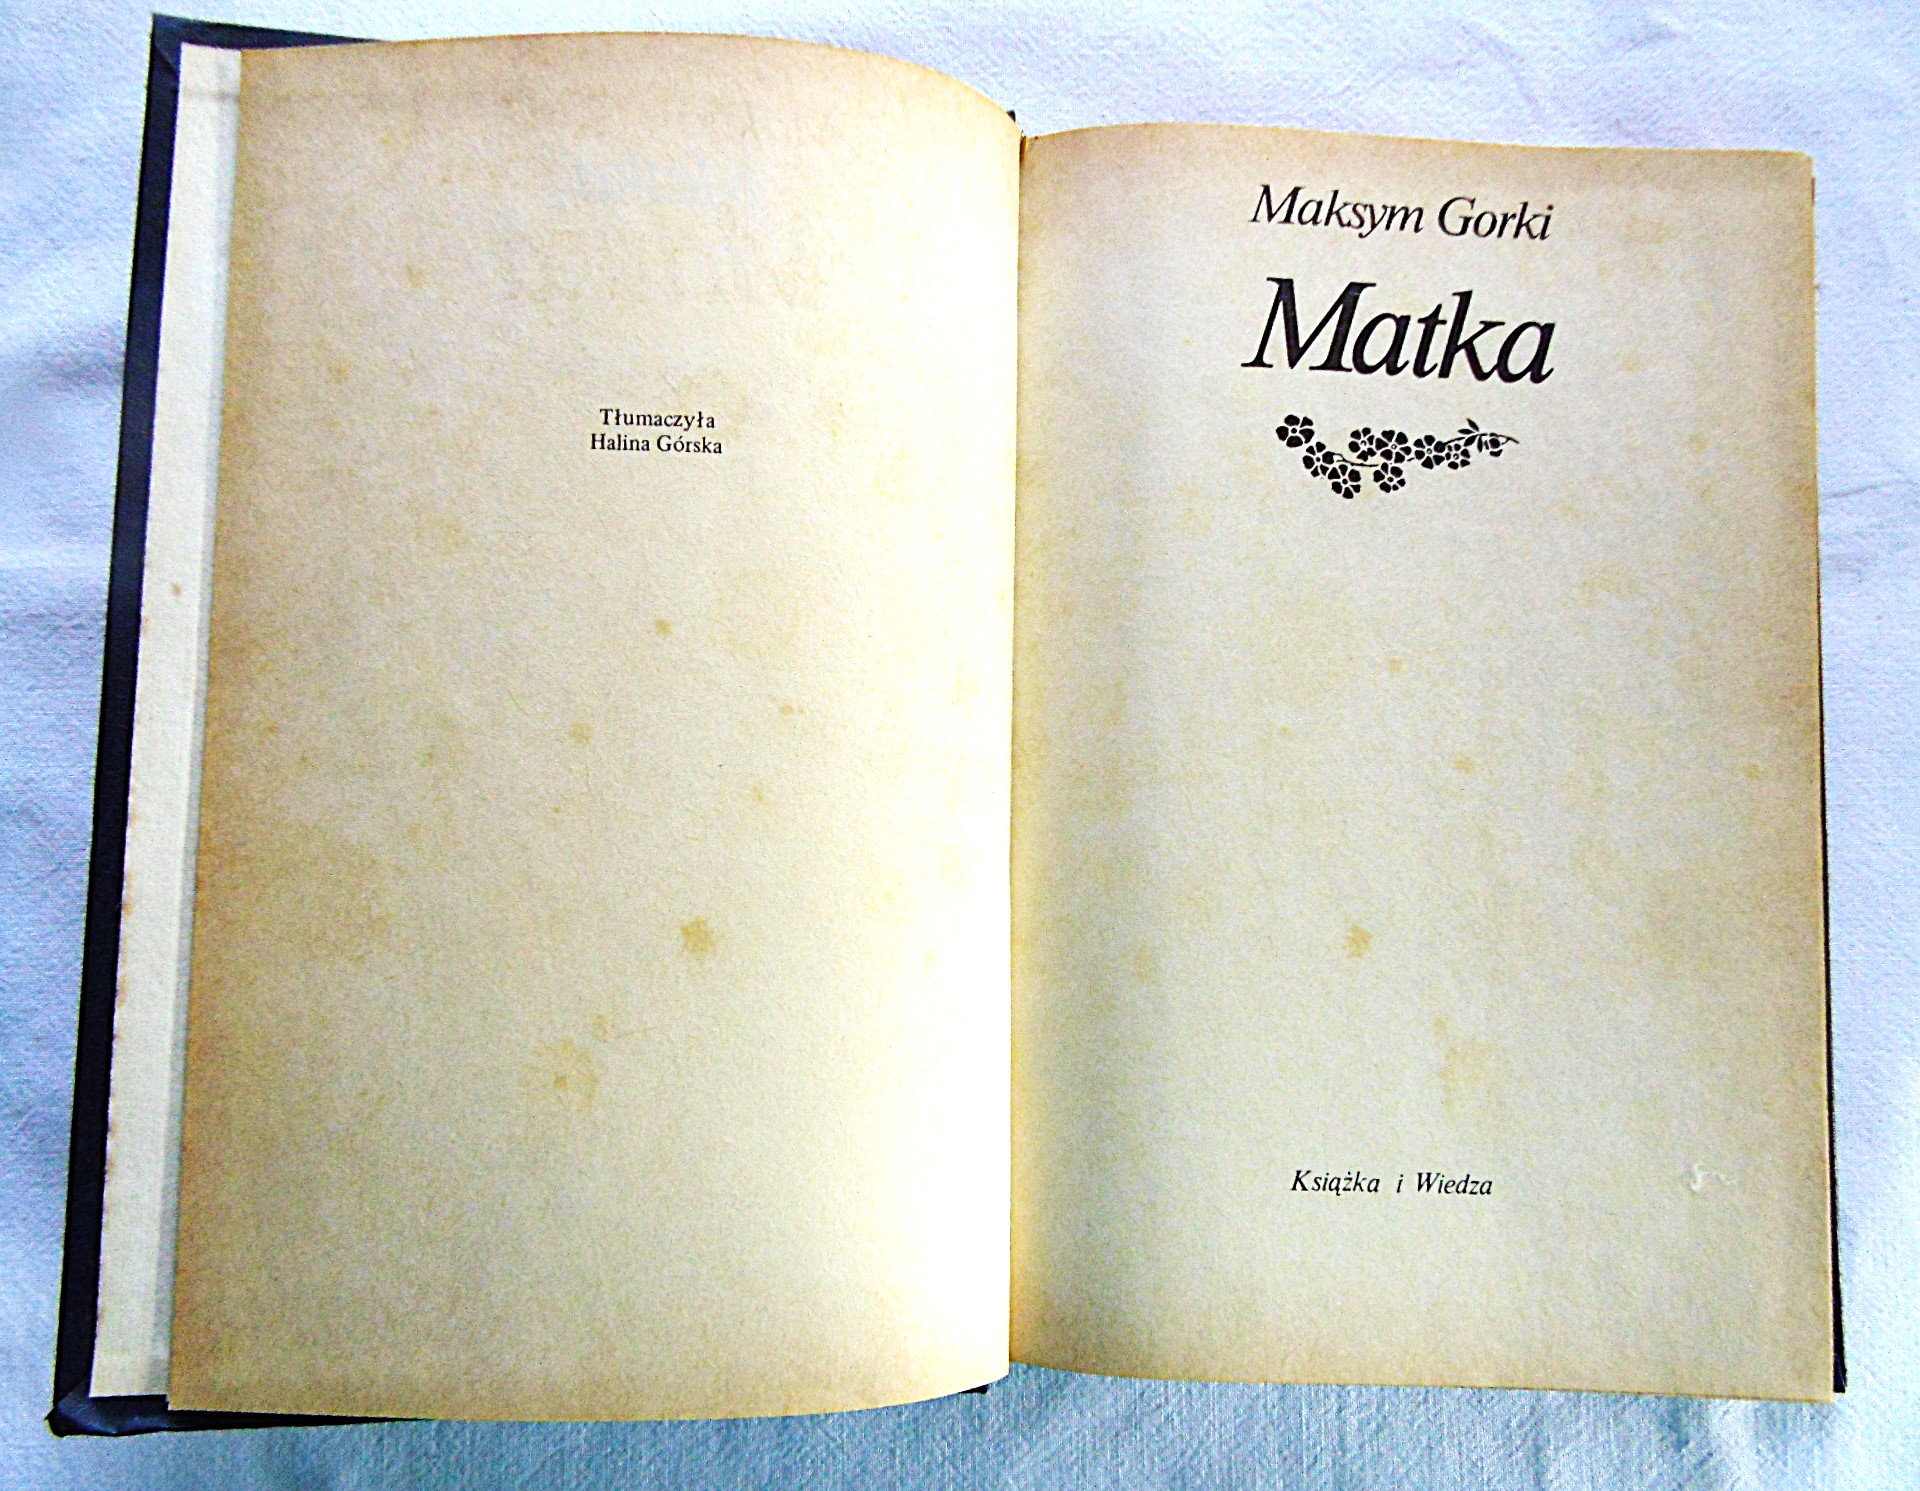 Tłumaczyła
Halina Górska
Maksym Gorki
Matka
Książka i Wiedza